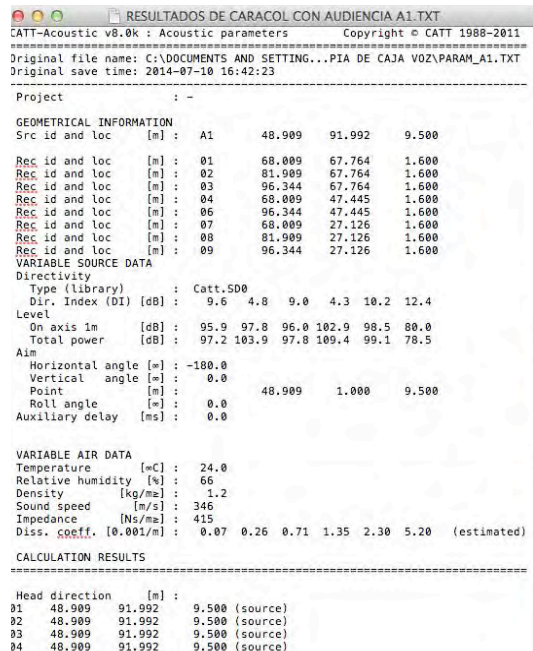 RESULTADOS DE CARACOL CON AUDIENCIA A1.TXT
CATT-Acoustic v8.0k : Acoustic parameters Copyright © CATT 1988-2011
Original file name: C:\DOCUMENTS AND SETTING...PIA DE CAJA VOZ\PARAM_A1.TXT
Original save time: 2014-07-10 16:42:23
Project : -
GEOMETRICAL INFORMATION
Src id and loc [m] : A1 48.909 91.992 9.500
Rec id and loc [m] : 01 68.009 67.764 1.600
Rec id and loc [m] : 02 81.909 67.764 1.600
Rec id and loc [m] : 03 96.344 67.764 1.600
Rec id and loc [m] : 04 68.009 47.445 1.600
Rec id and loc [m] : 06 96.344 47.445 1.600
Rec id and loc [m] : 07 68.009 27.126 1.600
Rec id and loc [m] : 08 81.909 27.126 1.600
Rec id and loc [m] : 09 96.344 27.126 1.600
VARIABLE SOURCE DATA
Directivity
Type (library) : Catt.SD0
Dir. Index (DI) [dB] : 9.6 4.8 9.0 4.3 10.2 12.4
Level
On axis 1m [dB] : 95.9 97.8 96.0 102.9 98.5 80.0
Total power [dB] : 97.2 103.9 97.8 109.4 99.1 78.5
Aim
Horizontal angle [∞] : -180.0
Vertical angle [∞] : 0.0
Point [m] : 48.909 1.000 9.500
Roll angle [∞] : 0.0
Auxiliary delay [ms] : 0.0
VARIABLE AIR DATA
Temperature [∞C] : 24.0
Relative humidity [%] : 66
Density [kg/m≥] : 1.2
Sound speed [m/s] : 346
Impedance [Ns/m≥] : 415
Diss. coeff. [0.001/m] : 0.07 0.26 0.71 1.35 2.30 5.20 (estimated)
CALCULATION RESULTS
Head direction [m] :
01 48.909 91.992 9.500 (source)
02 48.909 91.992 9.500 (source)
03 48.909 91.992 9.500 (source)
04 48.909 91.992 9.500 (source)